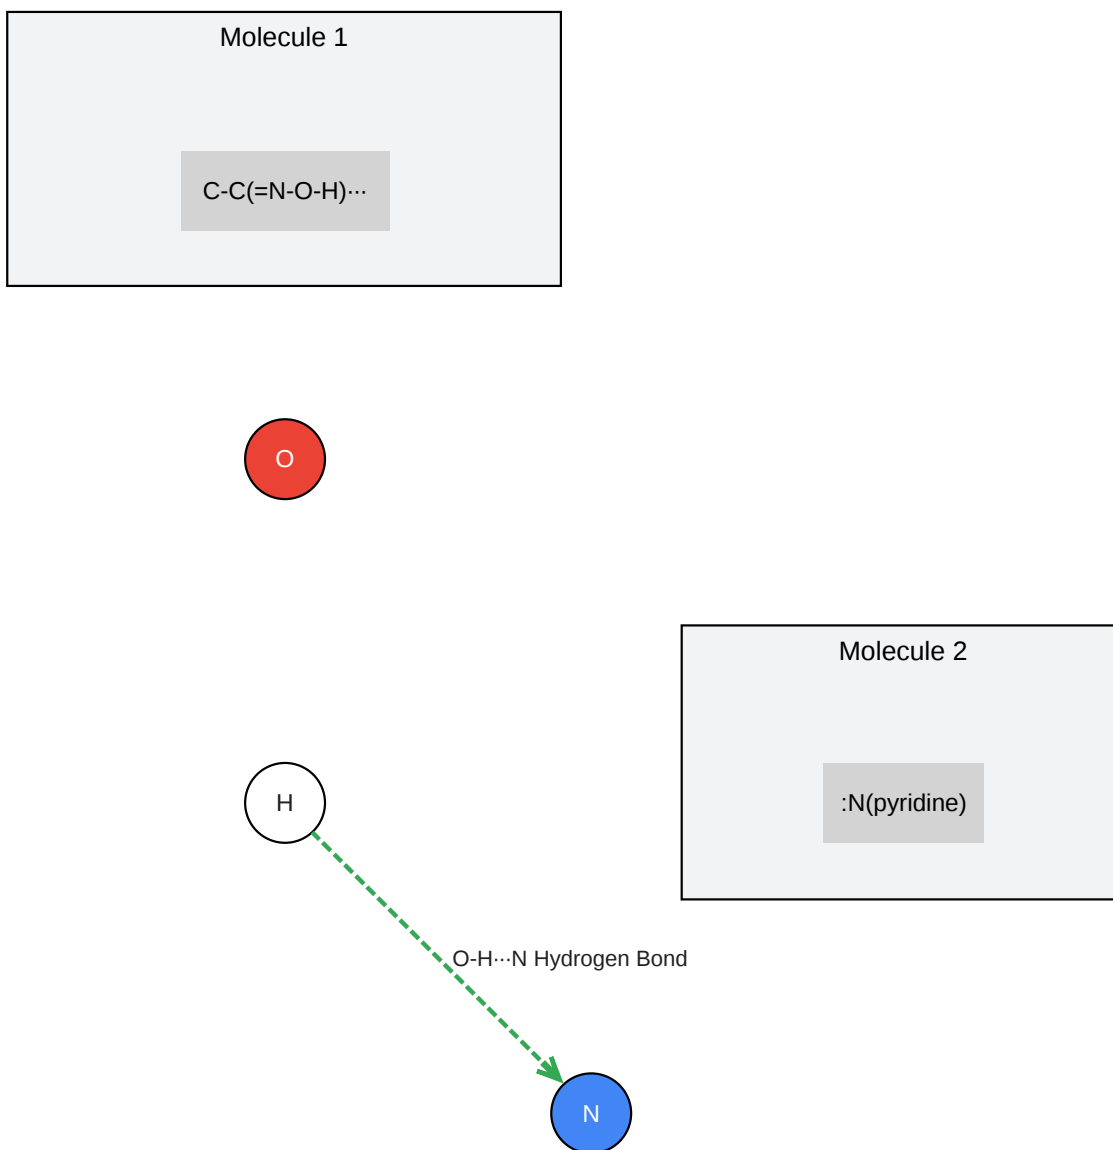 Molecule 1
C-C(=N-O-H)···
O
Molecule 2
H
:N(pyridine)
O-H···N Hydrogen Bond
N